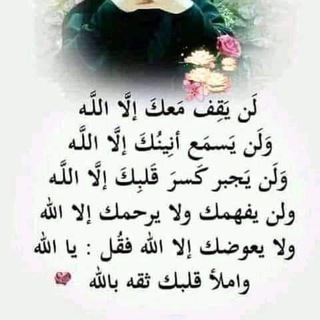 لَن يَقِف مَعكَ إلَّا اللَّه
وَلَن يَسمَع أنِينُكَ إلَّا اللَّه
وَلَن يَجبر كَسرَ قَلبِكَ إلَّا اللَّه
ولن يفهمك ولا يرحمك إلا الله
ولا يعوضك إلا الله فقُل : يا الله
واملأ قلبك ثقه بالله